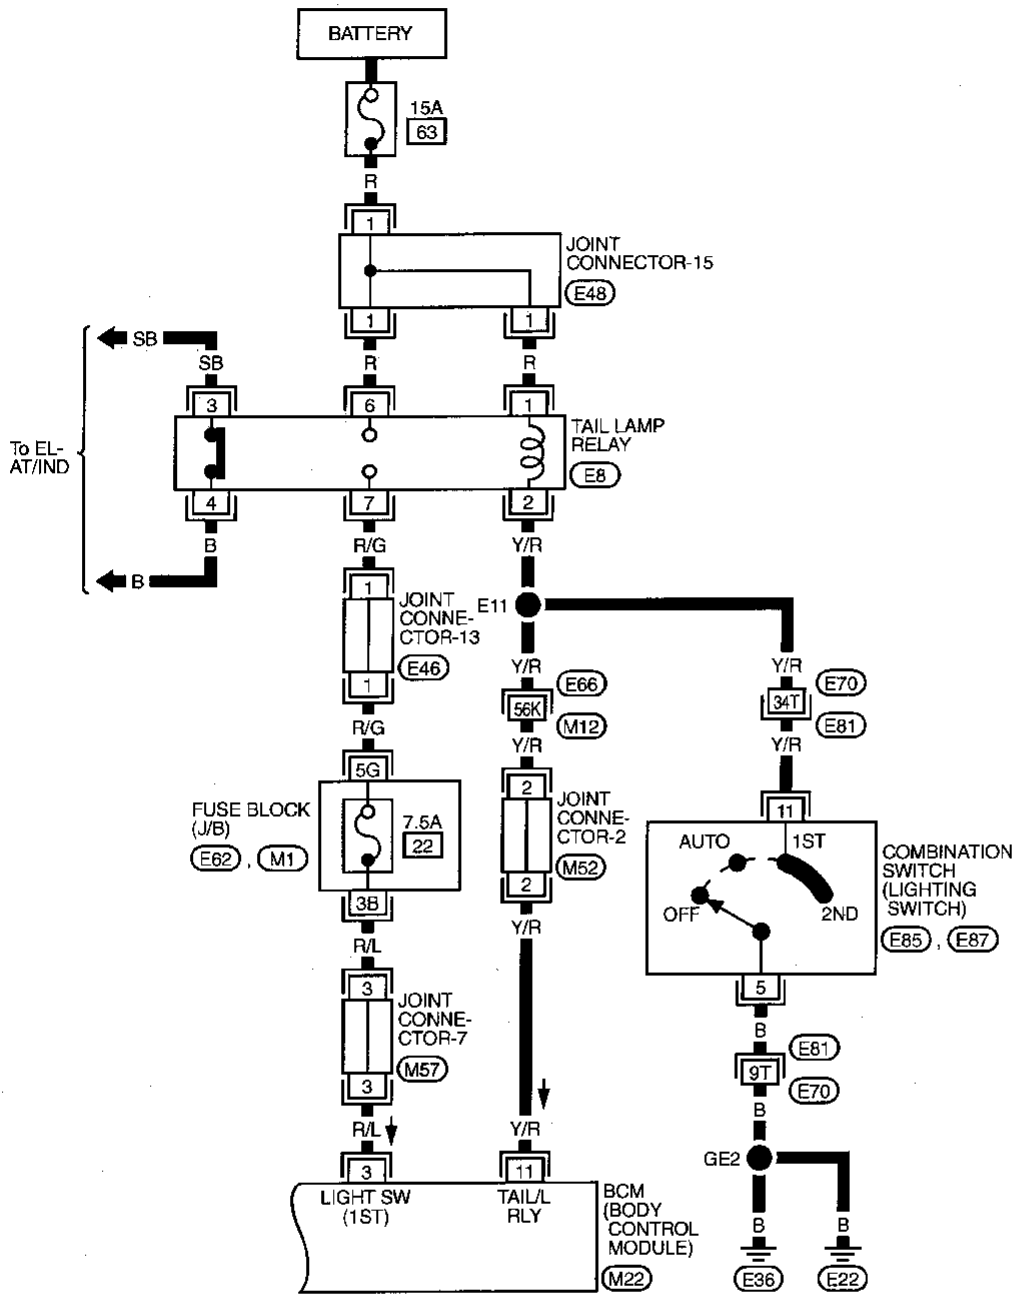 BATTERY
15A
63
R
1
JOINT
CONNECTOR-15
E48
1
1
SB
SB
R
R
3
6
1
To EL-
AT/IND
TAIL LAMP
RELAY
E8
4
7
2
B
R/G
Y/R
B
1
JOINT
CONNE-
CTOR-13
E46
1
E11
Y/R
E66
56K
M12
Y/R
Y/R
E70
34T
E81
Y/R
R/G
5G
FUSE BLOCK
(J/B)
E62 , M1
7.5A
22
3B
2
JOINT
CONNE-
CTOR-2
M52
2
Y/R
11
AUTO
1ST
OFF
2ND
COMBINATION
SWITCH
(LIGHTING
SWITCH)
E85 , E87
5
R/L
3
JOINT
CONNE-
CTOR-7
M57
3
B
E81
9T
E70
B
R/L
Y/R
GE2
3
11
LIGHT SW
(1ST)
TAIL/L
RLY
BCM
(BODY
CONTROL
MODULE)
M22
B
B
E36
E22